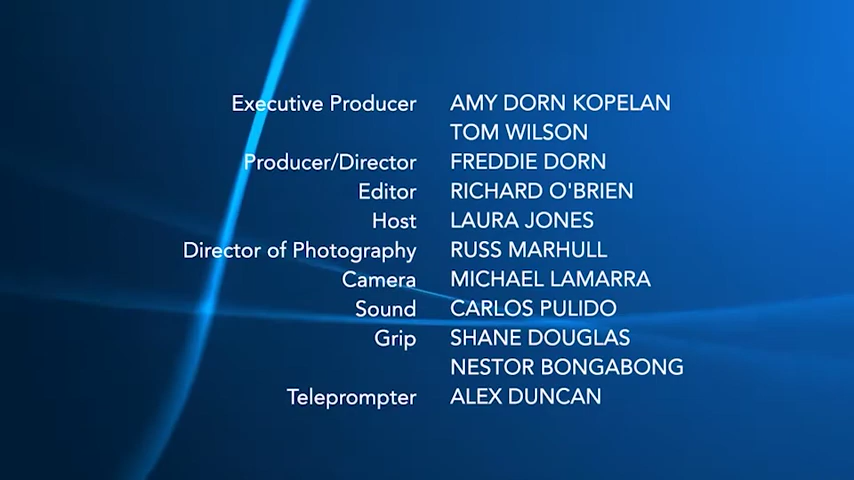 Executive Producer AMY DORN KOPELAN
TOM WILSON
Producer/Director FREDDIE DORN
Editor RICHARD O'BRIEN
Host LAURA JONES
Director of Photography RUSS MARHULL
Camera MICHAEL LAMARRA
Sound CARLOS PULIDO
Grip SHANE DOUGLAS
NESTOR BONGABONG
Teleprompter ALEX DUNCAN